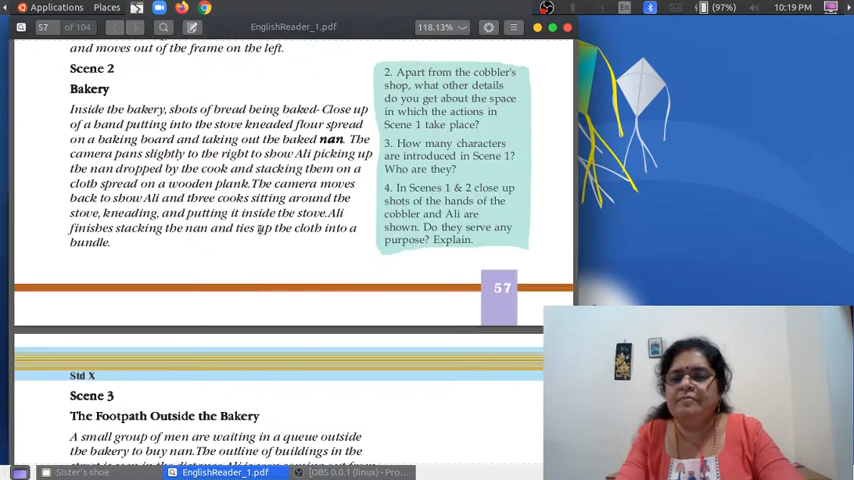 Applications
Places
En
(97%)
10:19 PM
57
of 104
EnglishReader_1.pdf
118.13%
and moves out of the frame on the left.
Scene 2
Bakery
Inside the bakery, shots of bread being baked- Close up
of a hand putting into the stove kneaded flour spread
on a baking board and taking out the baked nan. The
camera pans slightly to the right to show Ali picking up
the nan dropped by the cook and stacking them on a
cloth spread on a wooden plank.The camera moves
back to show Ali and three cooks sitting around the
stove, kneading, and putting it inside the stove.Ali
finishes stacking the nan and ties up the cloth into a
bundle.
2. Apart from the cobbler's
shop, what other details
do you get about the space
in which the actions in
Scene 1 take place?
3. How many characters
are introduced in Scene 1?
Who are they?
4. In Scenes 1 & 2 close up
shots of the hands of the
cobbler and Ali are
shown. Do they serve any
purpose? Explain.
57
Std X
Scene 3
The Footpath Outside the Bakery
A small group of men are waiting in a queue outside
the bakery to buy nan.The outline of buildings in the
Sister's shoe
EnglishReader_1.pdf
[OBS 0.0.1 (linux) - Pro...